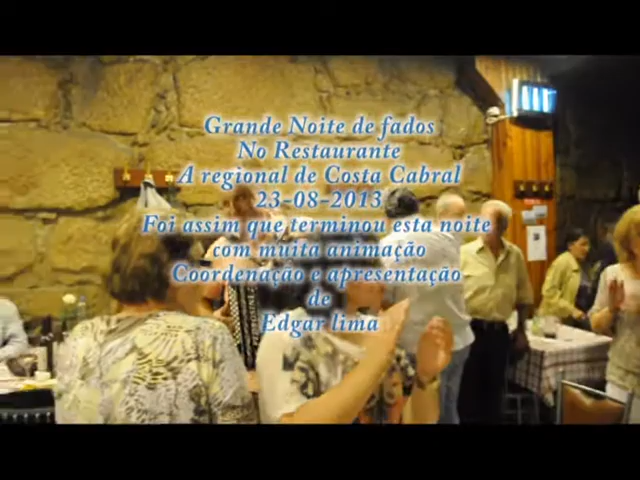 Grande Noite de fados
No Restaurante
A regional de Costa Cabral
23-08-2013
Foi assim que terminou esta noite
com muita animação
Coordenação e apresentação
de
Edgar lima